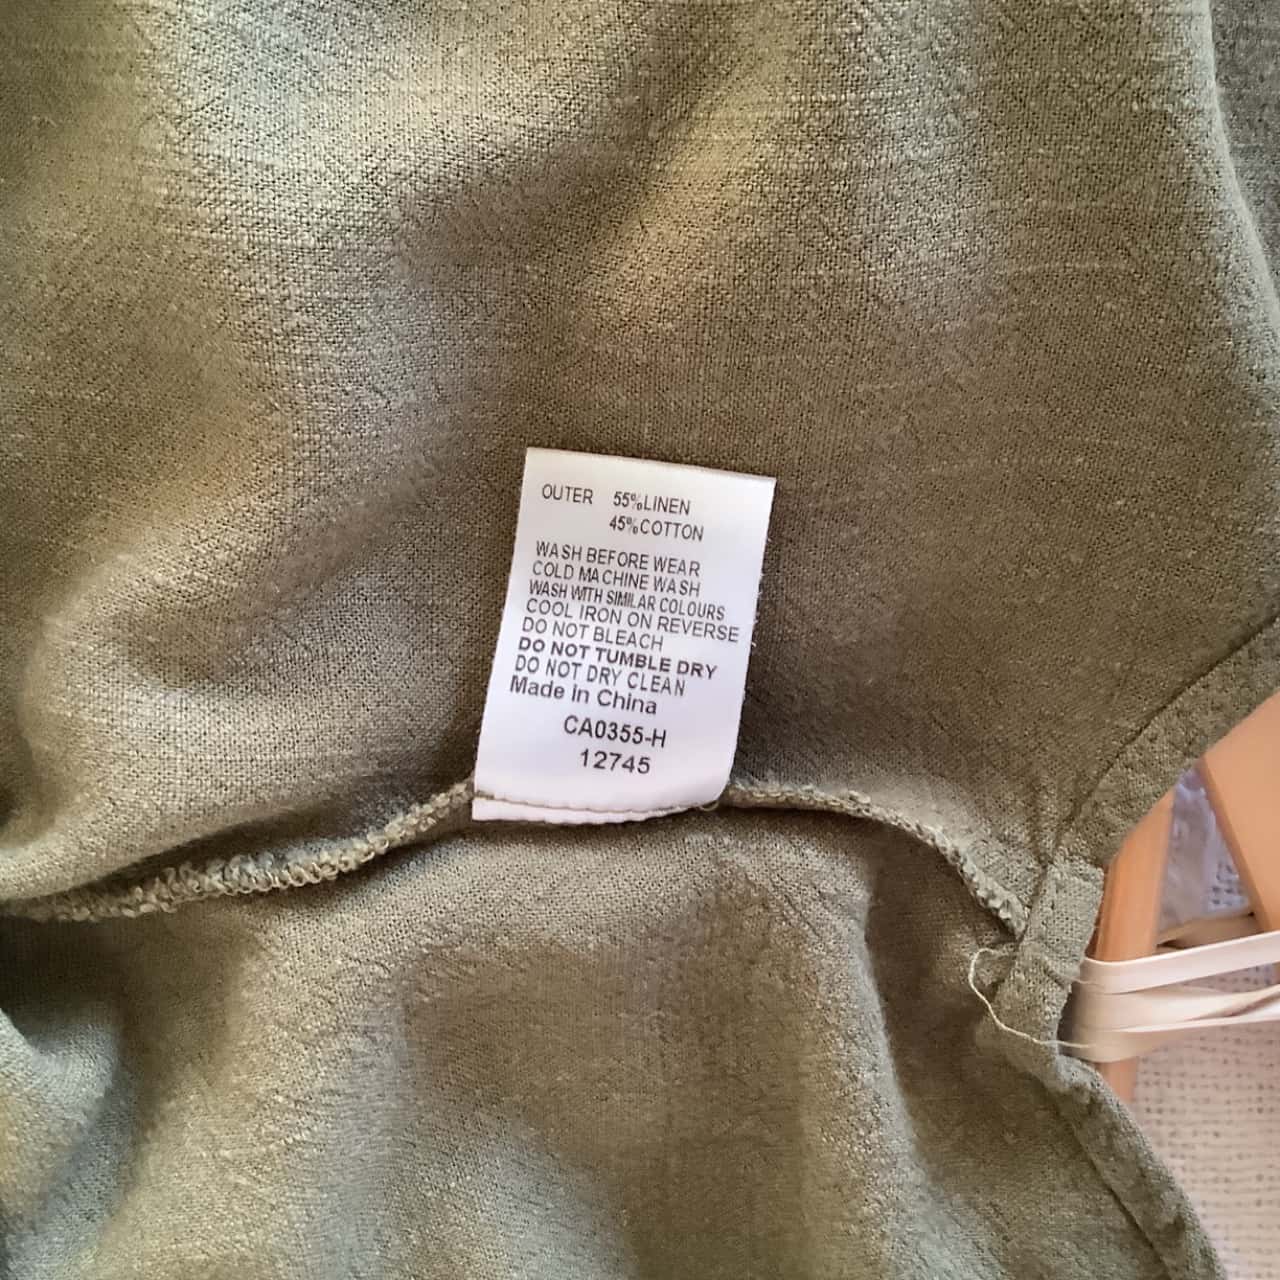 OUTER 55%LINEN
45%COTTON
WASH BEFORE WEAR
COLD MACHINE WASH
WASH WITH SIMILAR COLOURS
COOL IRON ON REVERSE
DO NOT BLEACH
DO NOT TUMBLE DRY
DO NOT DRY CLEAN
Made in China
CA0355-H
12745